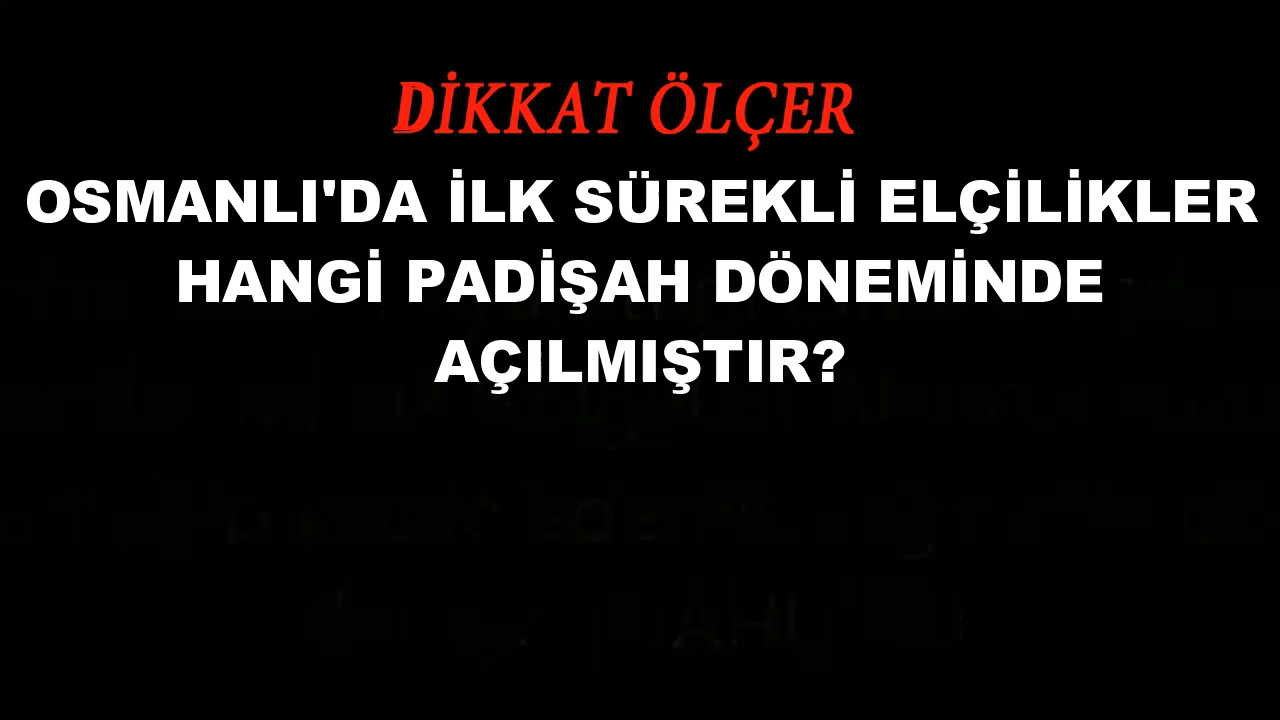 DİKKAT ÖLÇER
OSMANLI'DA İLK SÜREKLİ ELÇİLİKLER
HANGİ PADİŞAH DÖNEMİNDE
AÇILMIŞTIR?